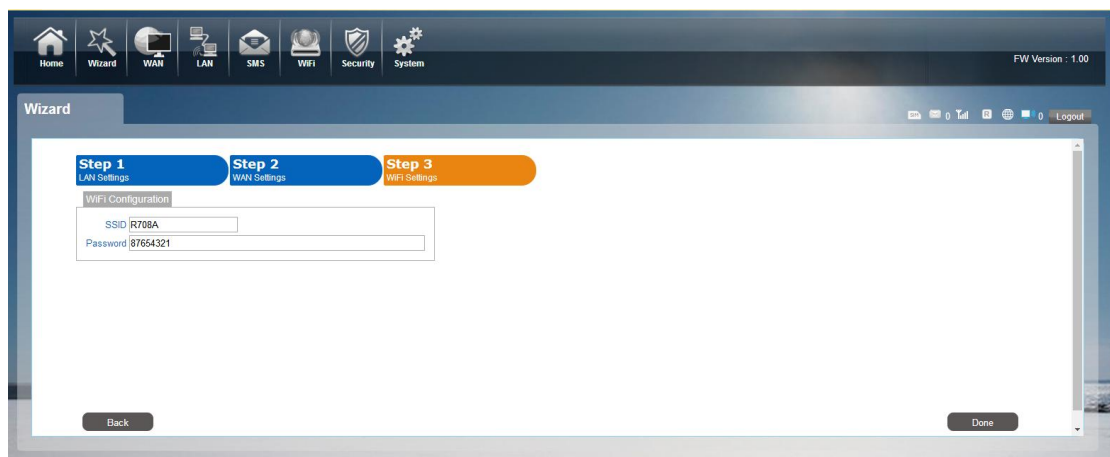 Home Wizard WAN LAN SMS WiFi Security System
FW Version : 1.00
Wizard
0 R 0 Logout
Step 1 Step 2 Step 3
LAN Settings WAN Settings WiFi Settings
WiFi Configuration
SSID R708A
Password 87654321
Back Done